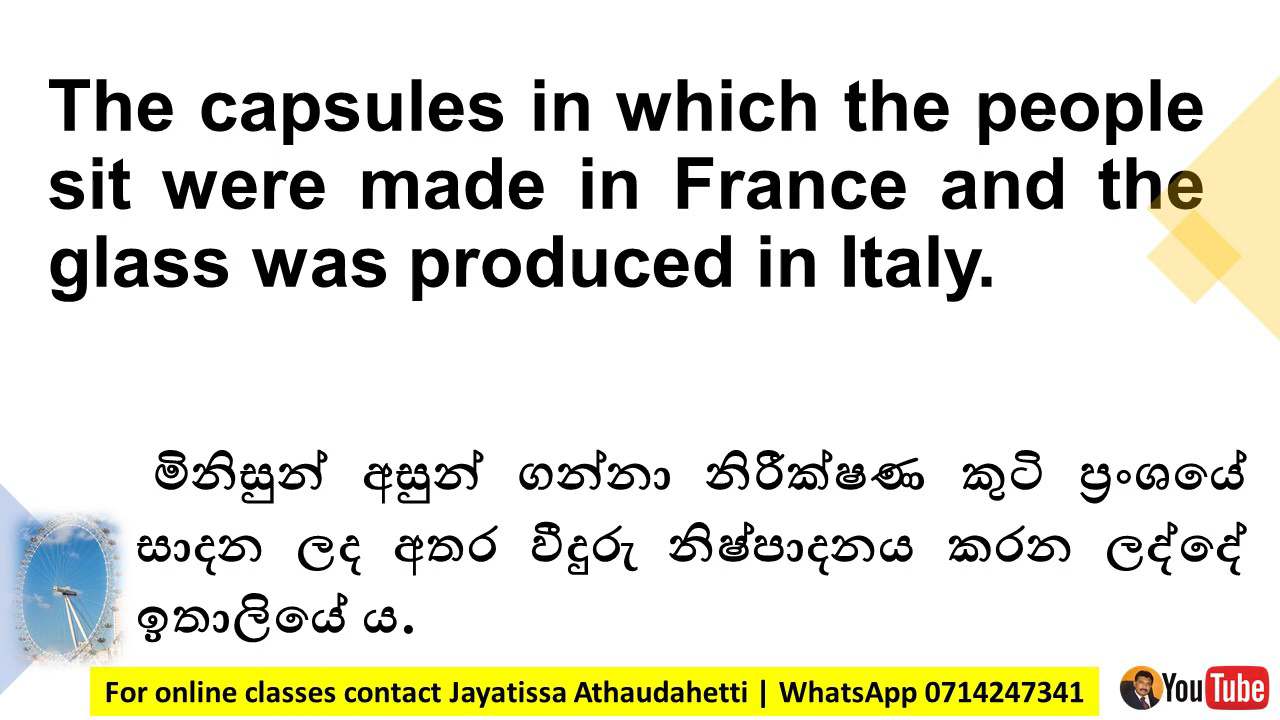 The capsules in which the people
sit were made in France and the
glass was produced in Italy.
මිනිසුන් අසුන් ගන්නා නිරීක්ෂණ කුටි ප්‍රංශයේ
සාදන ලද අතර වීදුරු නිෂ්පාදනය කරන ලද්දේ
ඉතාලියේ ය.
For online classes contact Jayatissa Athaudahetti | WhatsApp 0714247341
YouTube